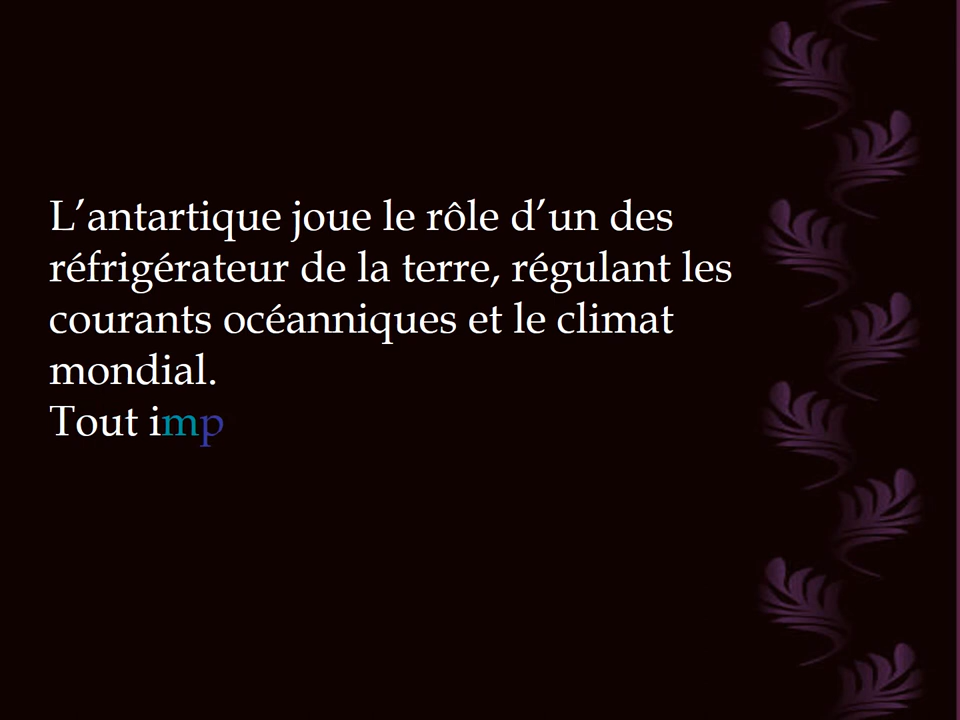 L’antartique joue le rôle d’un des
réfrigérateur de la terre, régulant les
courants océanniques et le climat
mondial.
Tout imp